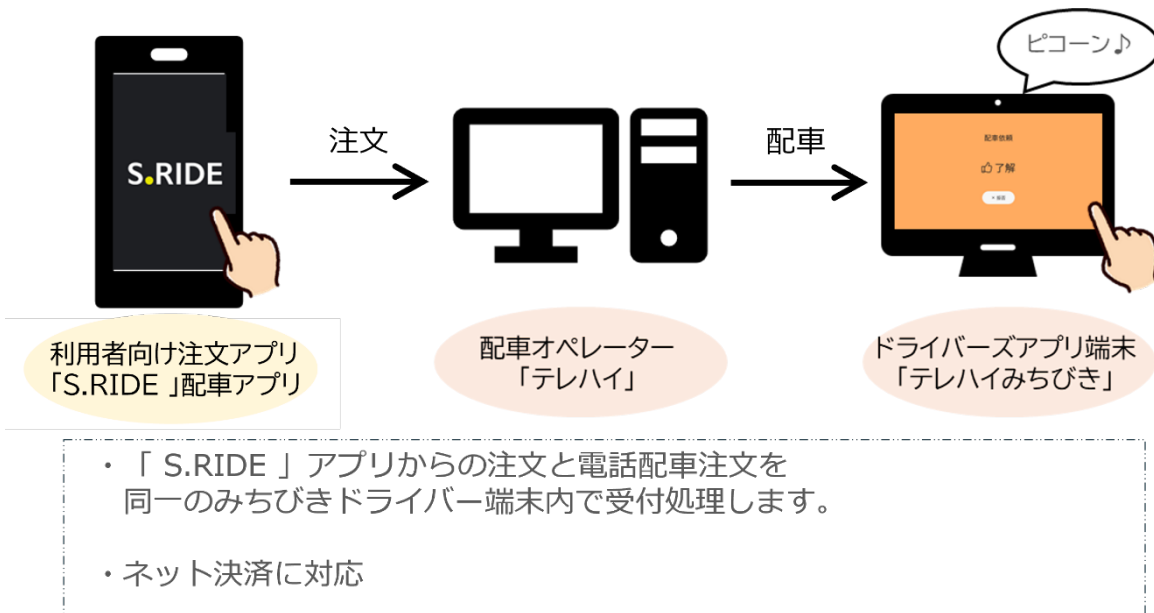 ピコーン♪
S.RIDE
注文
配車
配車依頼
了解
利用者向け注文アプリ
「S.RIDE 」配車アプリ
配車オペレーター
「テレハイ」
ドライバーズアプリ端末
「テレハイみちびき」
・「 S.RIDE 」アプリからの注文と電話配車注文を
同一のみちびきドライバー端末内で受付処理します。
・ネット決済に対応